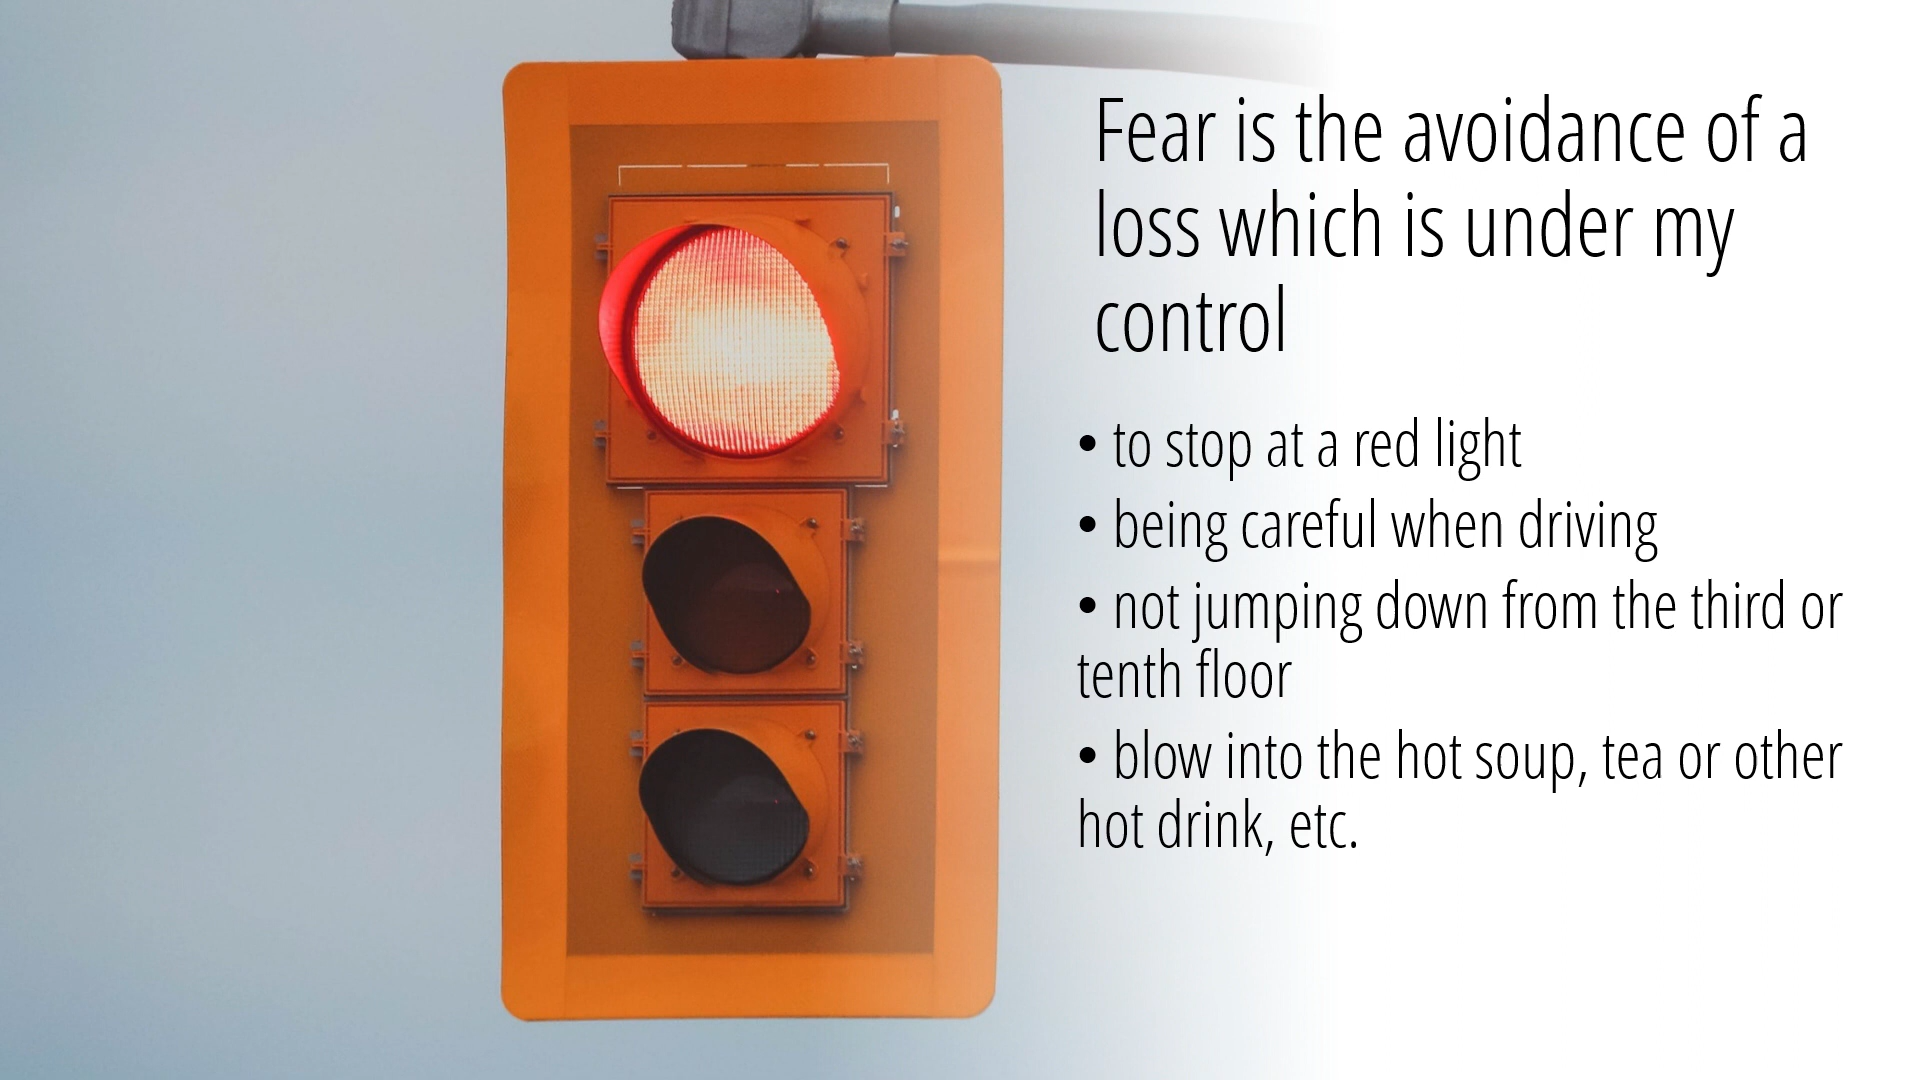 Fear is the avoidance of a
loss which is under my
control
• to stop at a red light
• being careful when driving
• not jumping down from the third or
tenth floor
• blow into the hot soup, tea or other
hot drink, etc.